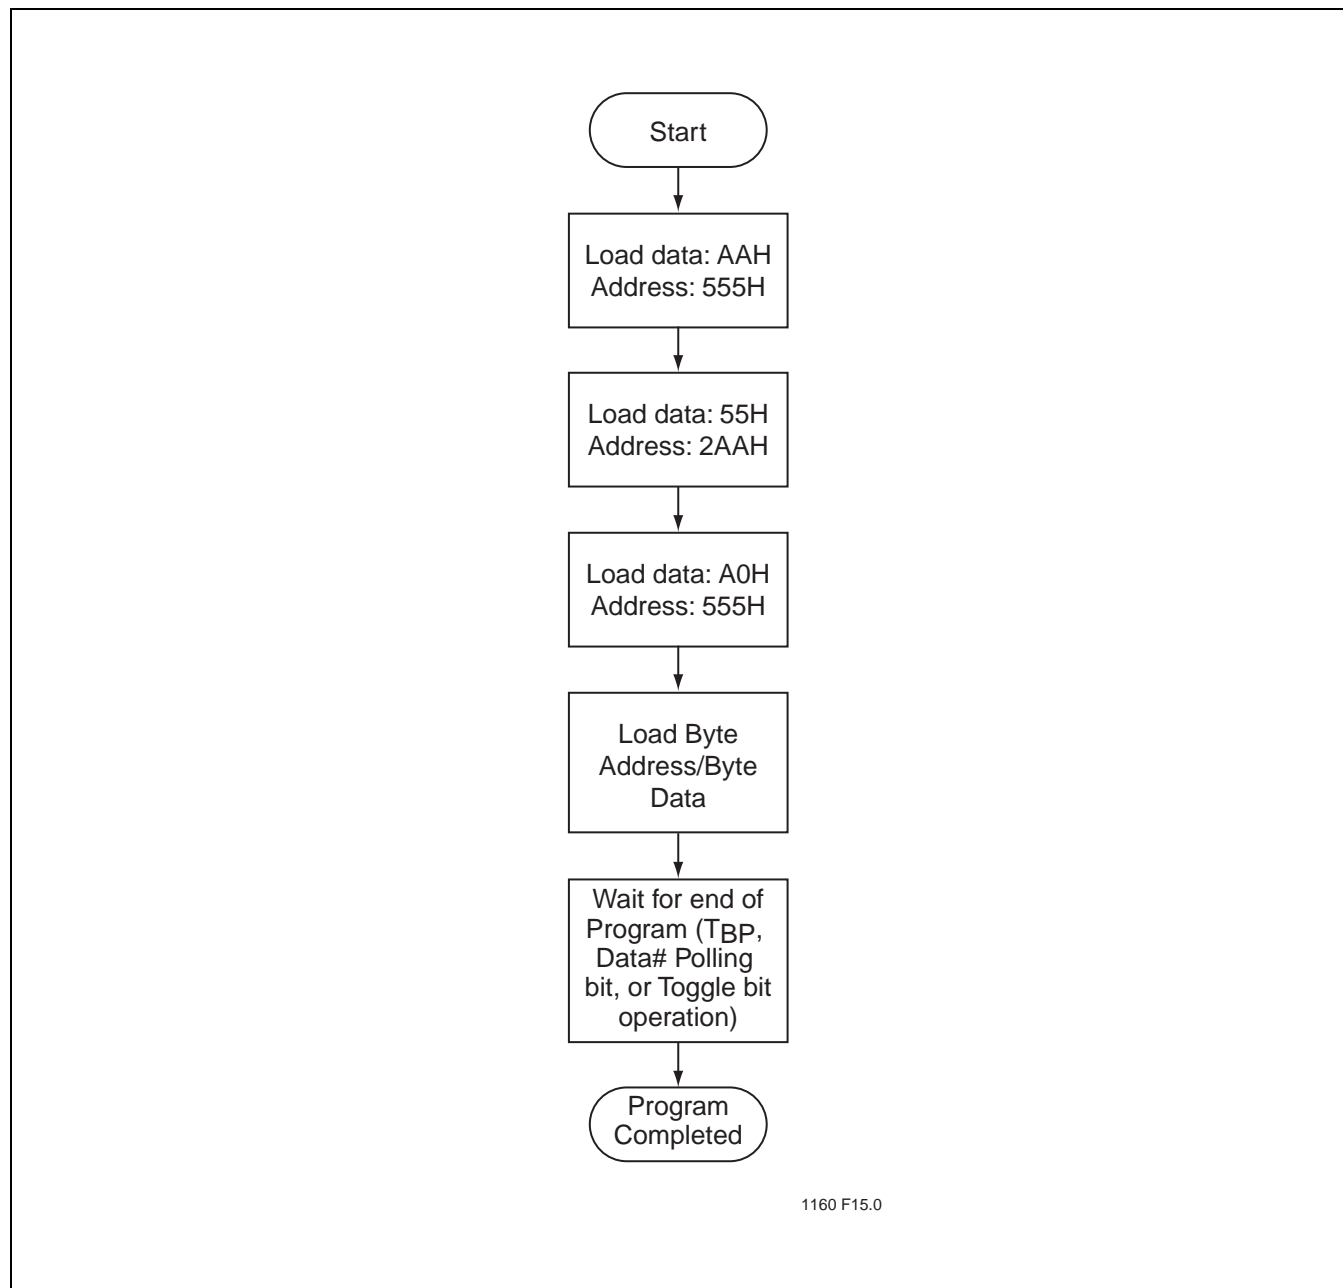 Start
Load data: AAH
Address: 555H
Load data: 55H
Address: 2AAH
Load data: A0H
Address: 555H
Load Byte
Address/Byte
Data
Wait for end of
Program (TBP,
Data# Polling
bit, or Toggle bit
operation)
Program
Completed
1160 F15.0